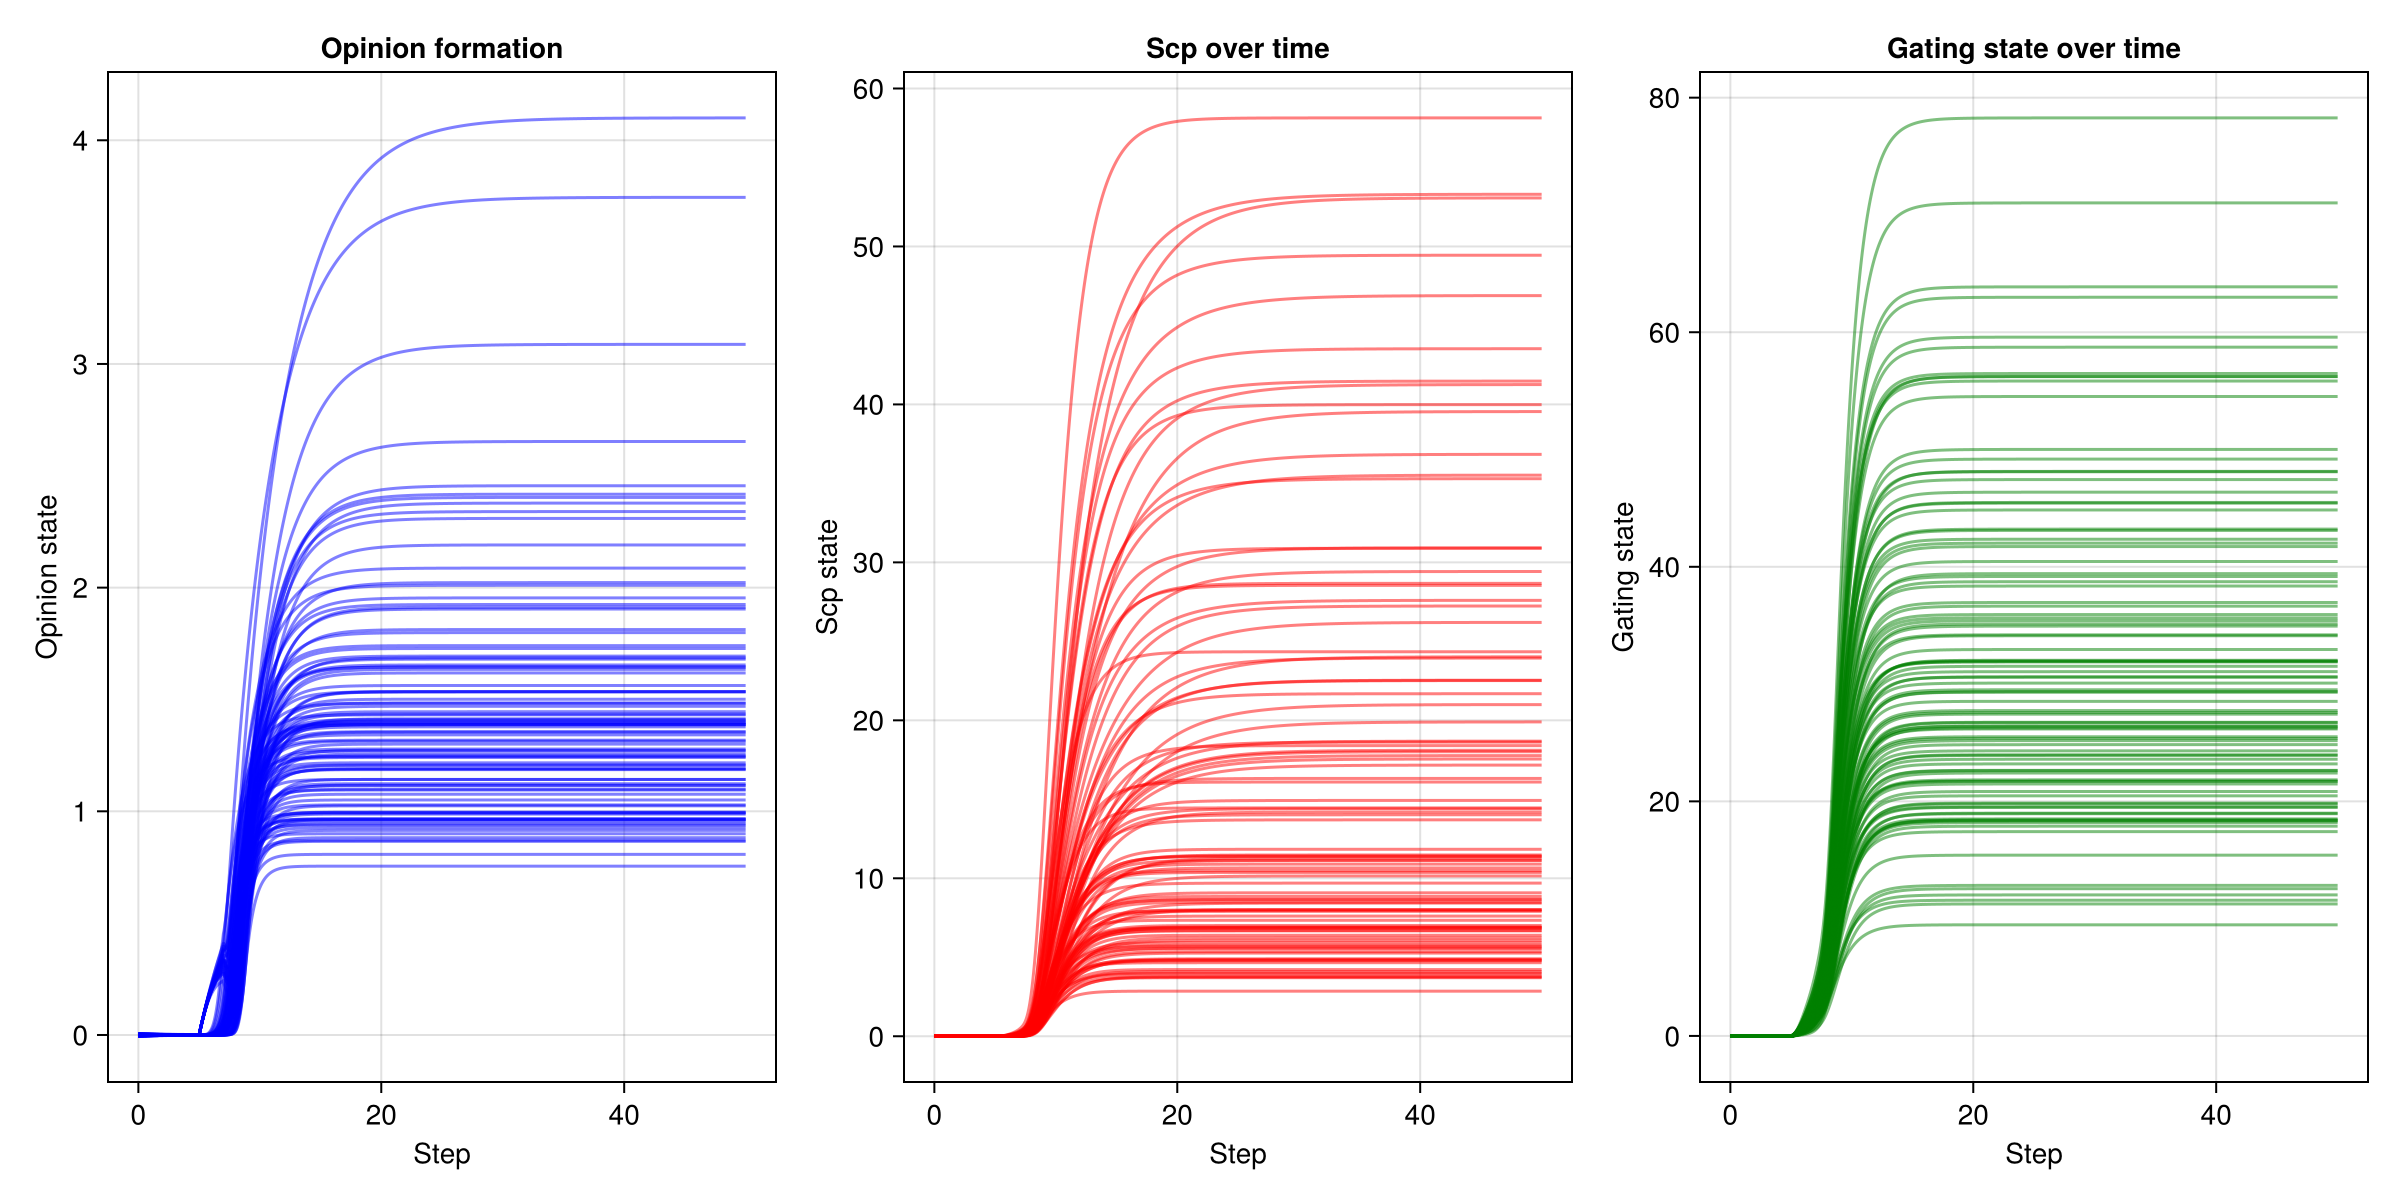 Opinion formation
Opinion state
4
3
2
1
0
0 20 40
Step
Scp over time
Scp state
60
50
40
30
20
10
0
0 20 40
Step
Gating state over time
Gating state
80
60
40
20
0
0 20 40
Step